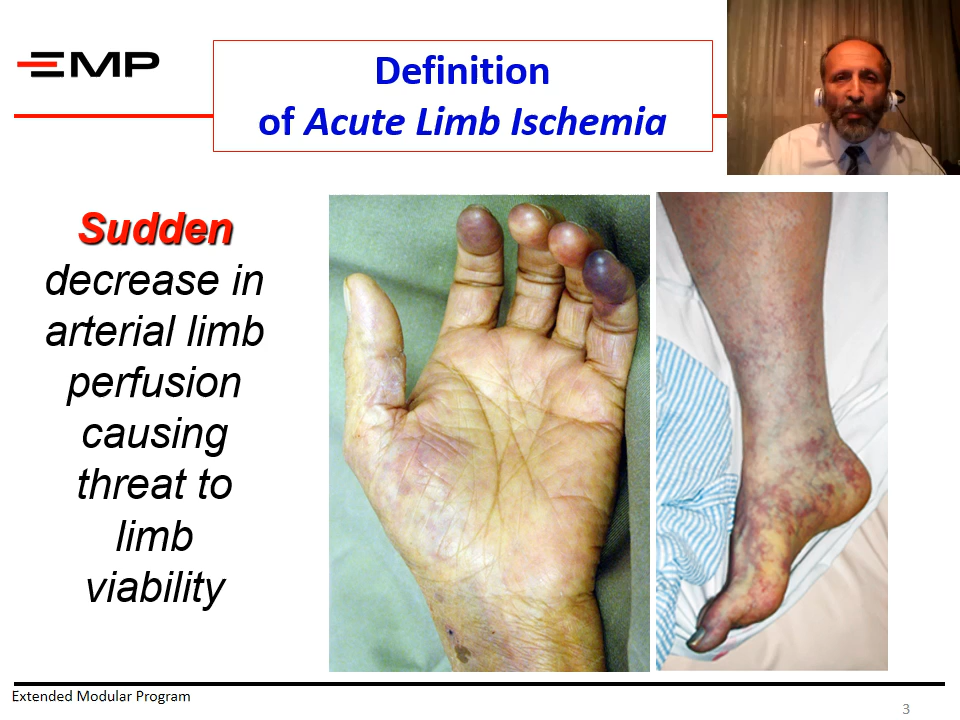 EMP
Definition
of Acute Limb Ischemia
Sudden
decrease in
arterial limb
perfusion
causing
threat to
limb
viability
Extended Modular Program
3